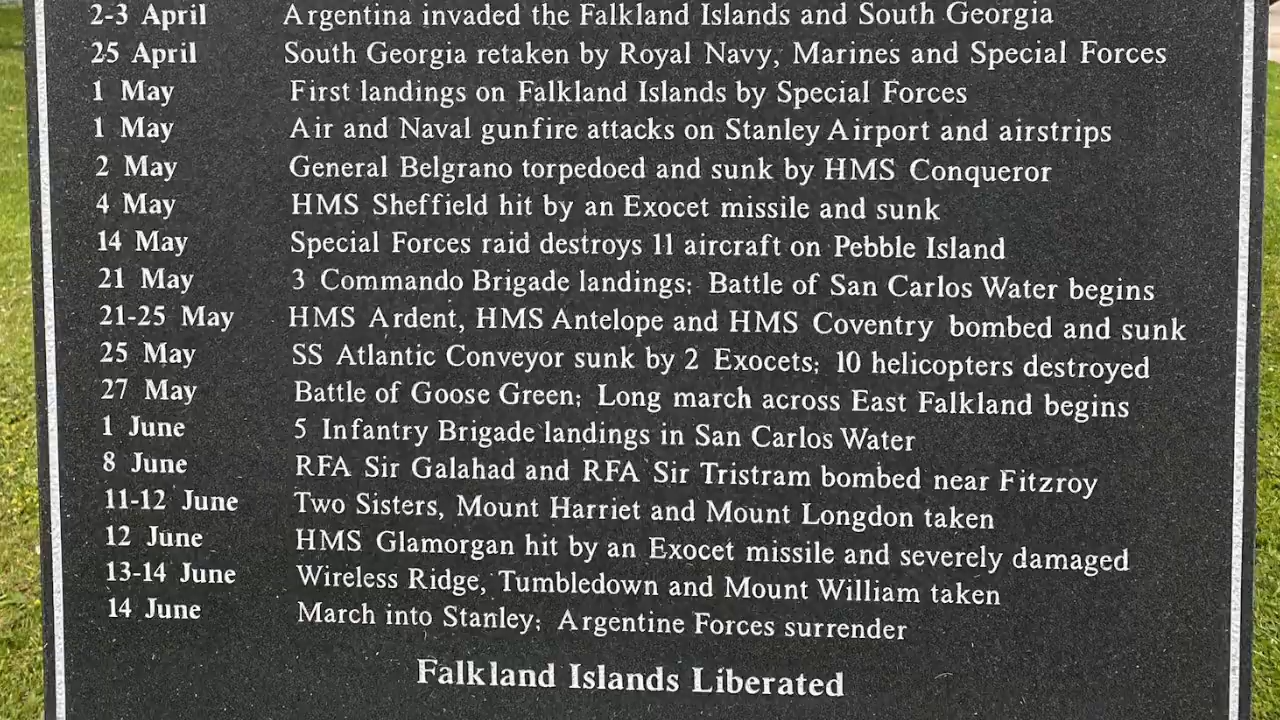 2-3 April Argentina invaded the Falkland Islands and South Georgia
25 April South Georgia retaken by Royal Navy, Marines and Special Forces
1 May First landings on Falkland Islands by Special Forces
1 May Air and Naval gunfire attacks on Stanley Airport and airstrips
2 May General Belgrano torpedoed and sunk by HMS Conqueror
4 May HMS Sheffield hit by an Exocet missile and sunk
14 May Special Forces raid destroys 11 aircraft on Pebble Island
21 May 3 Commando Brigade landings; Battle of San Carlos Water begins
21-25 May HMS Ardent, HMS Antelope and HMS Coventry bombed and sunk
25 May SS Atlantic Conveyor sunk by 2 Exocets; 10 helicopters destroyed
27 May Battle of Goose Green; Long march across East Falkland begins
1 June 5 Infantry Brigade landings in San Carlos Water
8 June RFA Sir Galahad and RFA Sir Tristram bombed near Fitzroy
11-12 June Two Sisters, Mount Harriet and Mount Longdon taken
12 June HMS Glamorgan hit by an Exocet missile and severely damaged
13-14 June Wireless Ridge, Tumbledown and Mount William taken
14 June March into Stanley; Argentine Forces surrender
Falkland Islands Liberated